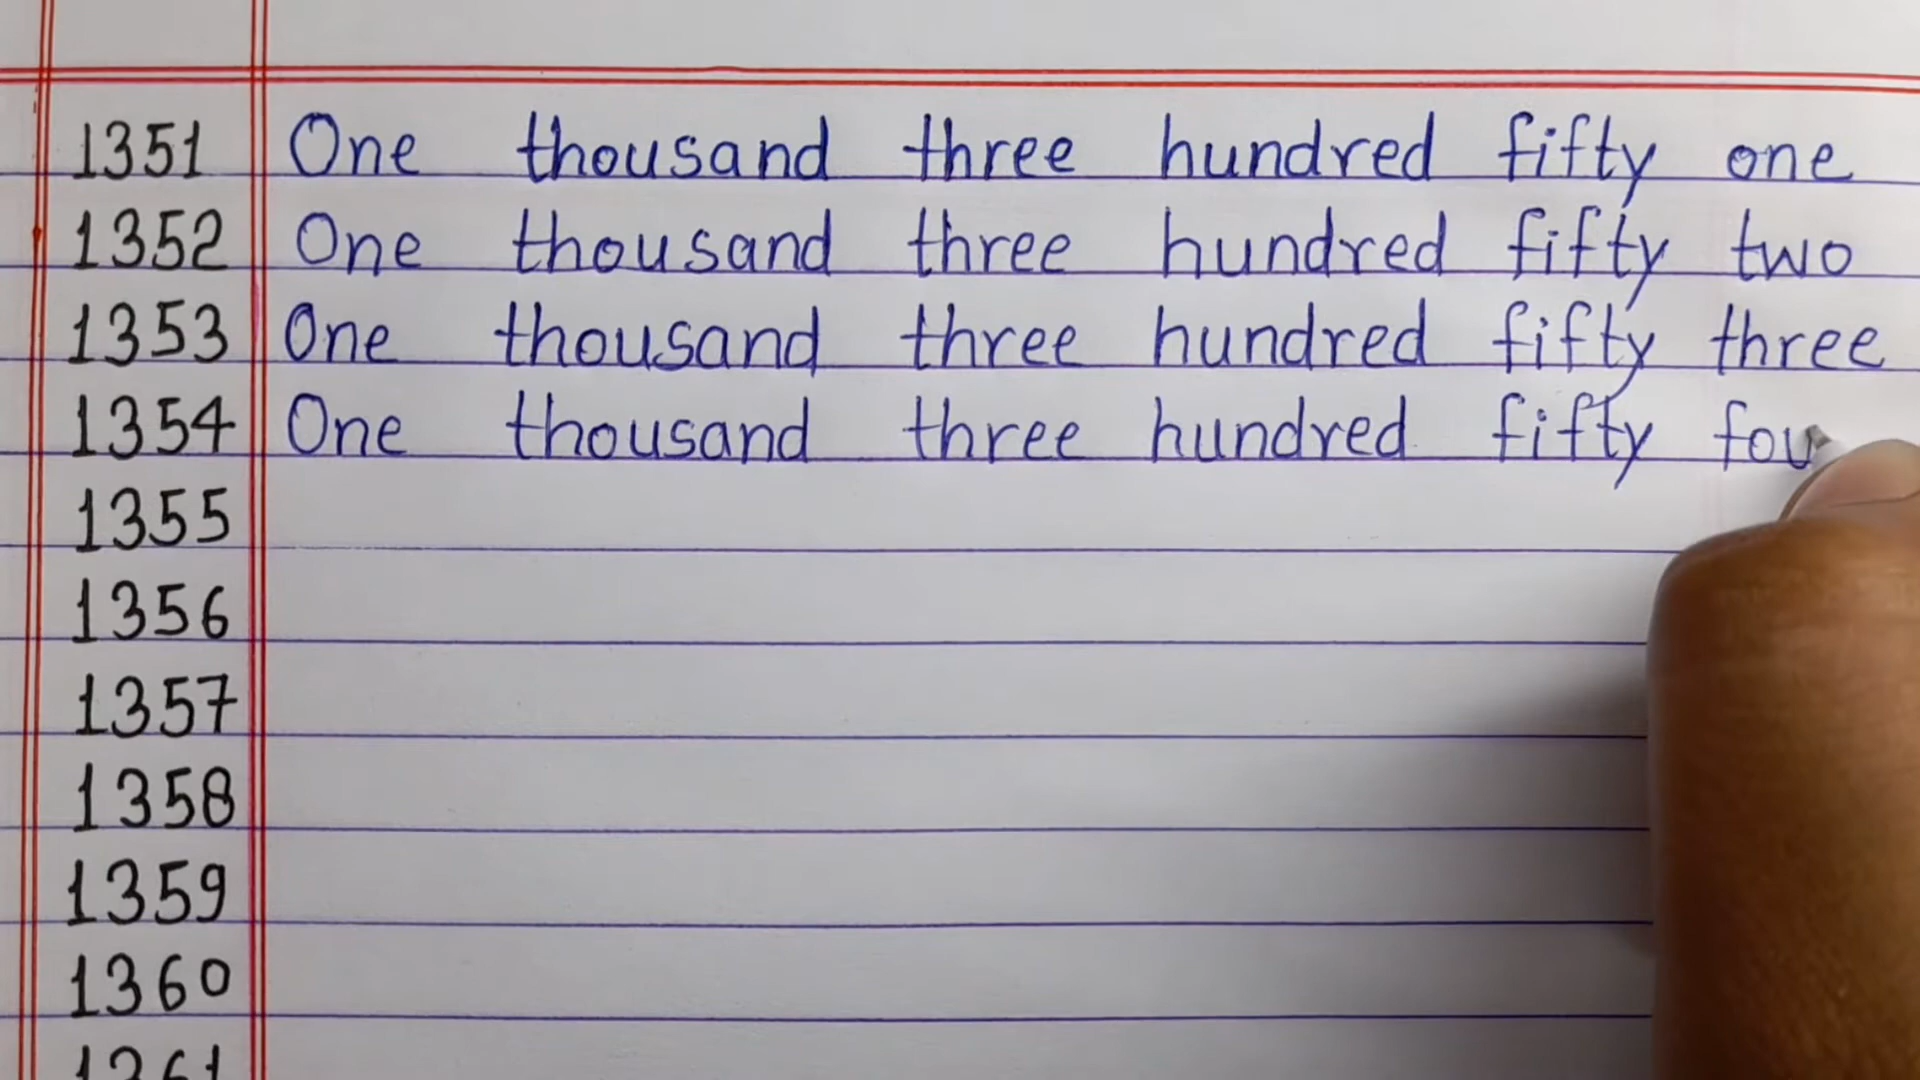 1351 One thousand three hundred fifty one
1352 One thousand three hundred fifty two
1353 One thousand three hundred fifty three
1354 One thousand three hundred fifty fou
1355
1356
1357
1358
1359
1360
1361